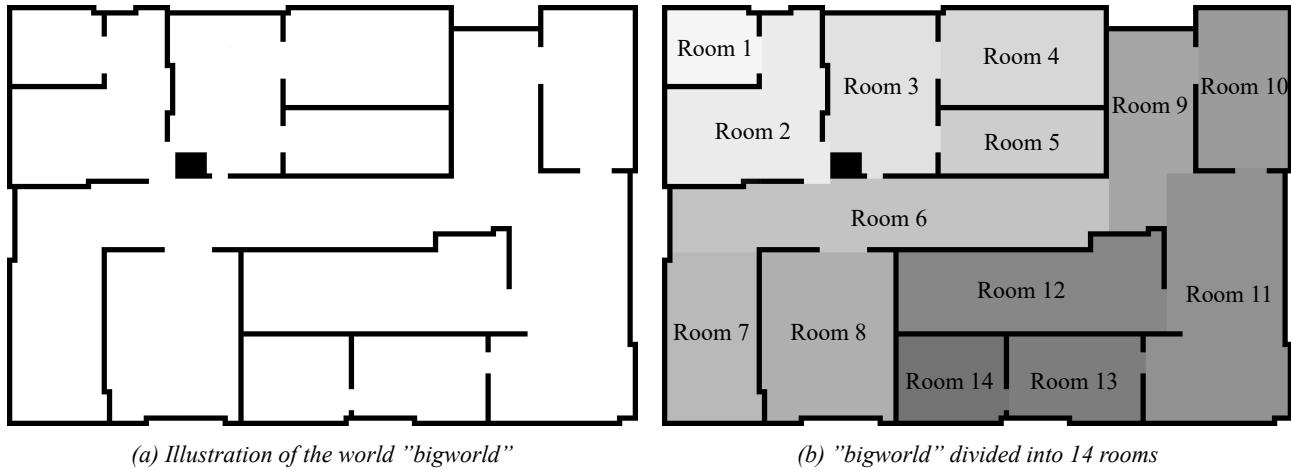 Room 1
Room 4
Room 3
Room 10
Room 9
Room 2
Room 5
Room 6
Room 12
Room 11
Room 7
Room 8
Room 14
Room 13
(a) Illustration of the world ”bigworld”
(b) ”bigworld” divided into 14 rooms